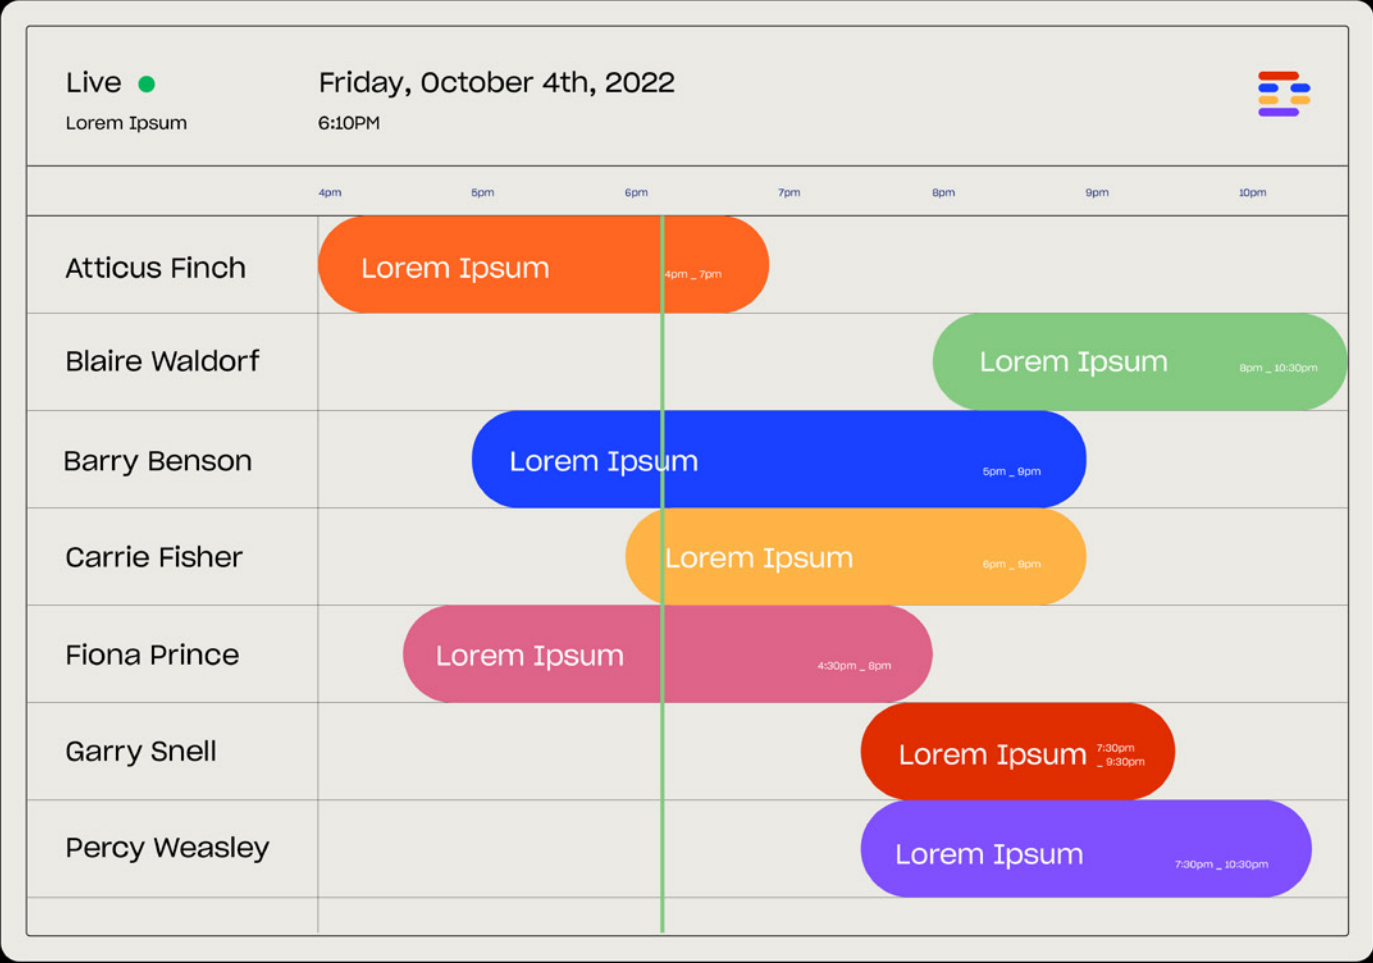 Live
Friday, October 4th, 2022
Lorem Ipsum
6:10PM
4pm 5pm 6pm 7pm 8pm 9pm 10pm
Atticus Finch
Lorem Ipsum
4pm _ 7pm
Blaire Waldorf
Lorem Ipsum
8pm _ 10:30pm
Barry Benson
Lorem Ipsum
5pm _ 9pm
Carrie Fisher
Lorem Ipsum
6pm _ 9pm
Fiona Prince
Lorem Ipsum
4:30pm _ 8pm
Garry Snell
Lorem Ipsum
7:30pm
_ 9:30pm
Percy Weasley
Lorem Ipsum
7:30pm _ 10:30pm